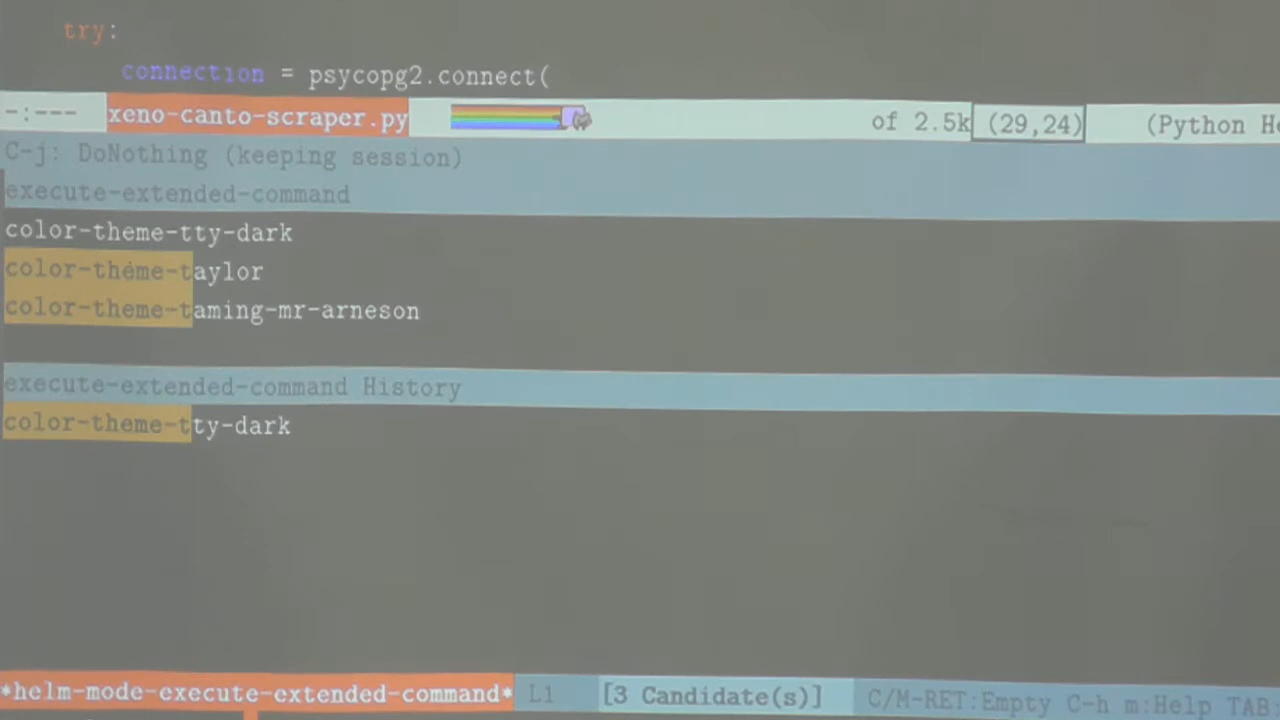 try:
connection = psycopg2.connect(
-:--- xeno-canto-scraper.py of 2.5k (29,24) (Python He
C-j: DoNothing (keeping session)
execute-extended-command
color-theme-tty-dark
color-theme-taylor
color-theme-taming-mr-arneson
execute-extended-command History
color-theme-tty-dark
*helm-mode-execute-extended-command* L1 [3 Candidate(s)] C/M-RET:Empty C-h m:Help TAB: